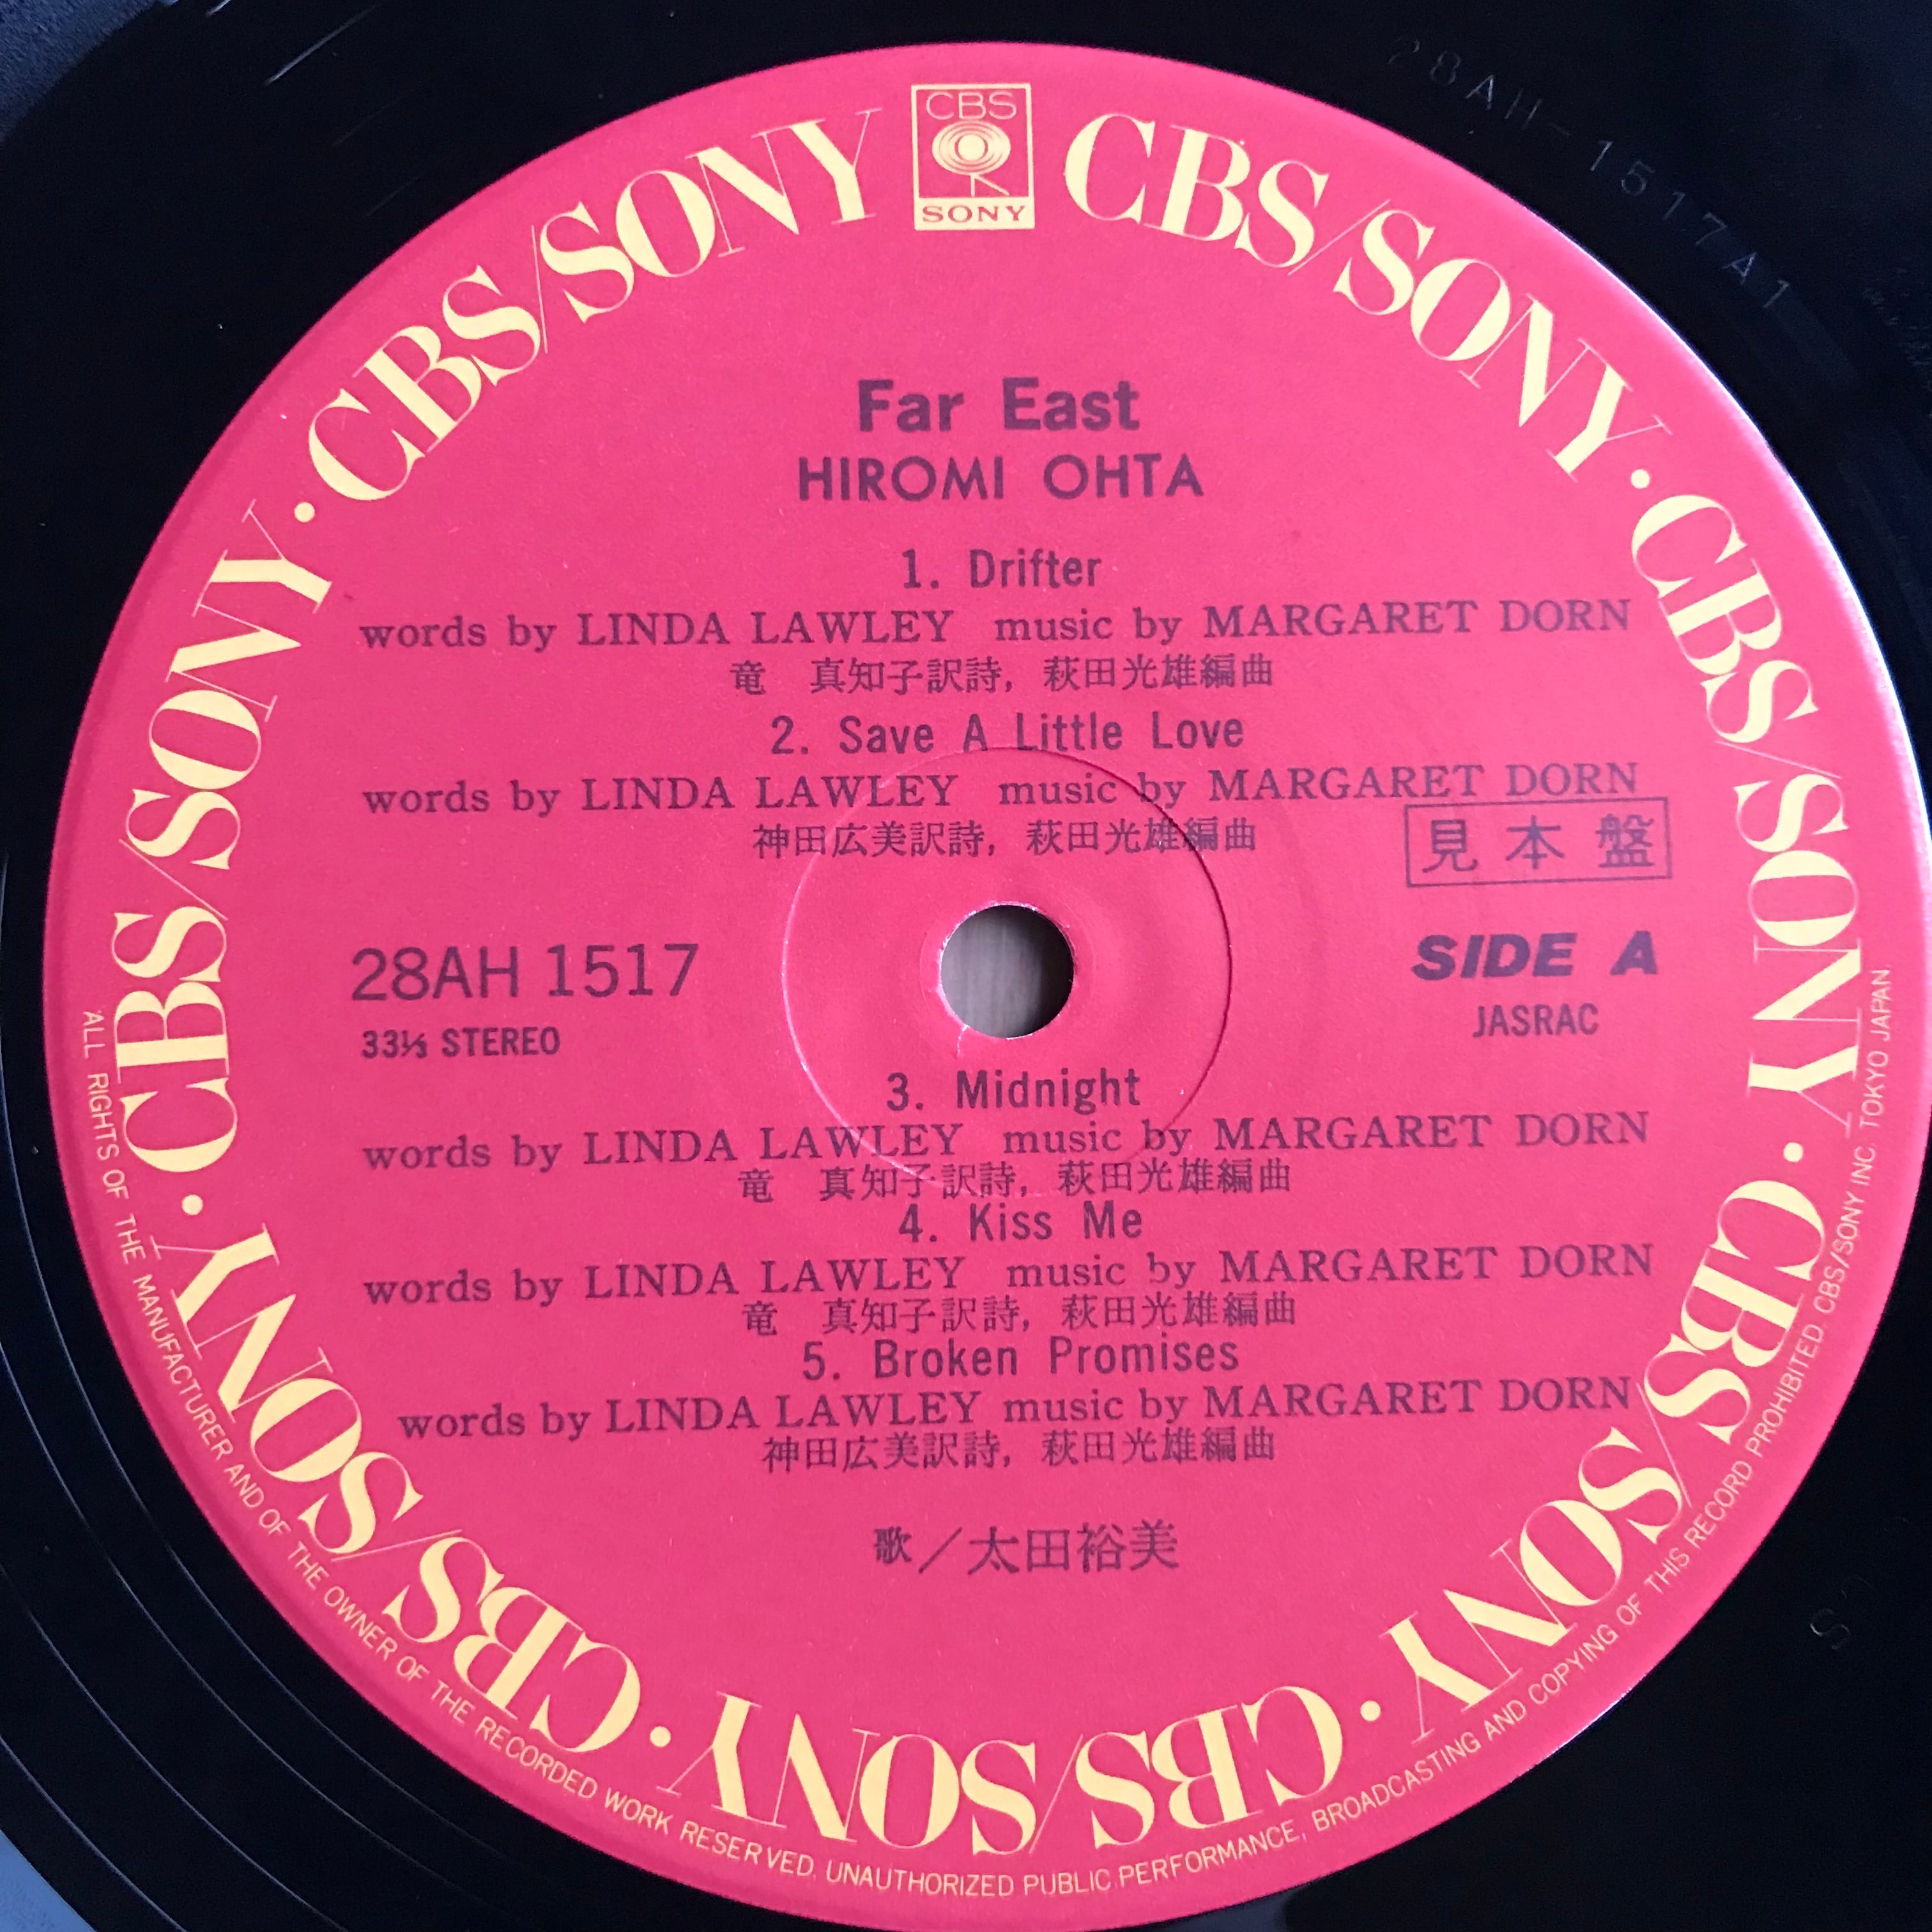 CBS
SONY
CBS/SONY · CBS/SONY · CBS/SONY · CBS/SONY · CBS/SONY · CBS/SONY · CBS/SONY
28AH-1517A1
Far East
HIROMI OHTA
1. Drifter
words by LINDA LAWLEY music by MARGARET DORN
竜 真知子訳詩, 萩田光雄編曲
2. Save A Little Love
words by LINDA LAWLEY music by MARGARET DORN
神田広美訳詩, 萩田光雄編曲
見本盤
28AH 1517
33⅓ STEREO
SIDE A
JASRAC
3. Midnight
words by LINDA LAWLEY music by MARGARET DORN
竜 真知子訳詩, 萩田光雄編曲
4. Kiss Me
words by LINDA LAWLEY music by MARGARET DORN
竜 真知子訳詩, 萩田光雄編曲
5. Broken Promises
words by LINDA LAWLEY music by MARGARET DORN
神田広美訳詩, 萩田光雄編曲
歌／太田裕美
ALL RIGHTS OF THE MANUFACTURER AND OF THE OWNER OF THE RECORDED WORK RESERVED. UNAUTHORIZED PUBLIC PERFORMANCE, BROADCASTING AND COPYING OF THIS RECORD PROHIBITED. CBS/SONY INC. TOKYO JAPAN.